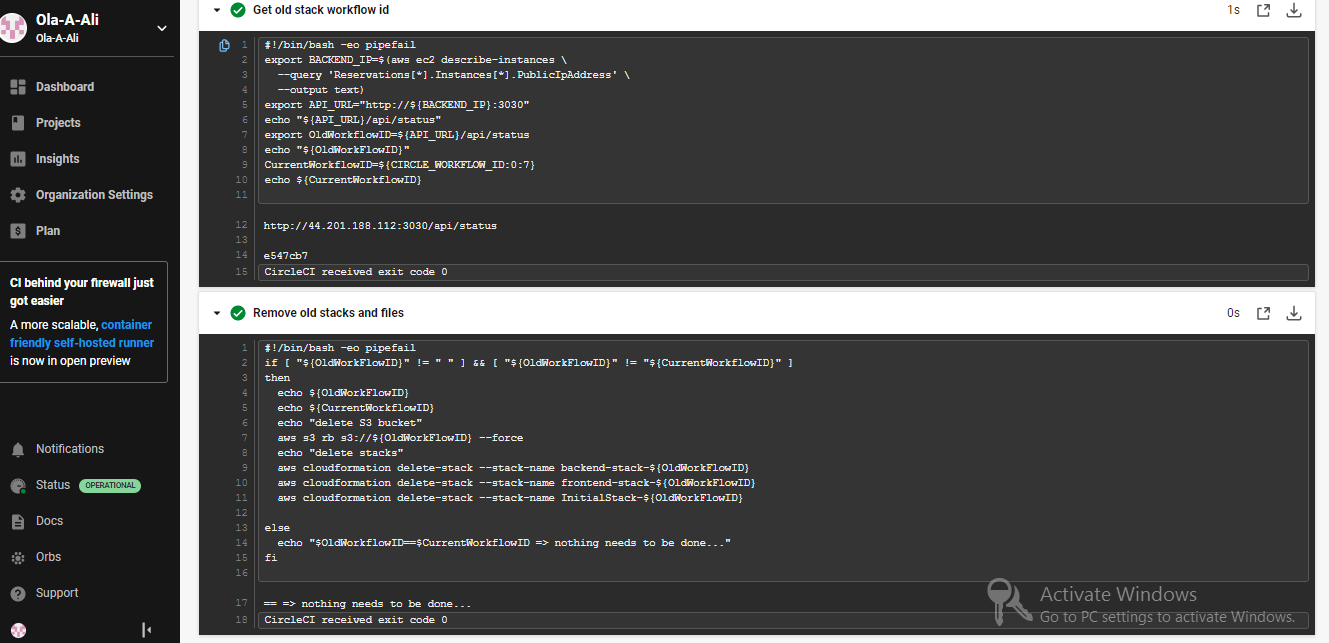 Ola-A-Ali
Ola-A-Ali
Dashboard
Projects
Insights
Organization Settings
Plan
CI behind your firewall just
got easier
A more scalable, container
friendly self-hosted runner
is now in open preview
Notifications
Status OPERATIONAL
Docs
Orbs
Support
Get old stack workflow id 1s
1 #!/bin/bash -eo pipefail
2 export BACKEND_IP=$(aws ec2 describe-instances \
3 --query 'Reservations[*].Instances[*].PublicIpAddress' \
4 --output text)
5 export API_URL="http://${BACKEND_IP}:3030"
6 echo "${API_URL}/api/status"
7 export OldWorkflowID=${API_URL}/api/status
8 echo "${OldWorkFlowID}"
9 CurrentWorkflowID=${CIRCLE_WORKFLOW_ID:0:7}
10 echo ${CurrentWorkflowID}
11
12 http://44.201.188.112:3030/api/status
13
14 e547cb7
15 CircleCI received exit code 0
Remove old stacks and files 0s
1 #!/bin/bash -eo pipefail
2 if [ "${OldWorkFlowID}" != " " ] && [ "${OldWorkFlowID}" != "${CurrentWorkflowID}" ]
3 then
4 echo ${OldWorkFlowID}
5 echo ${CurrentWorkflowID}
6 echo "delete S3 bucket"
7 aws s3 rb s3://${OldWorkFlowID} --force
8 echo "delete stacks"
9 aws cloudformation delete-stack --stack-name backend-stack-${OldWorkFlowID}
10 aws cloudformation delete-stack --stack-name frontend-stack-${OldWorkFlowID}
11 aws cloudformation delete-stack --stack-name InitialStack-${OldWorkFlowID}
12
13 else
14 echo "$OldWorkflowID==$CurrentWorkflowID => nothing needs to be done..."
15 fi
16
17 == => nothing needs to be done...
18 CircleCI received exit code 0
Activate Windows
Go to PC settings to activate Windows.